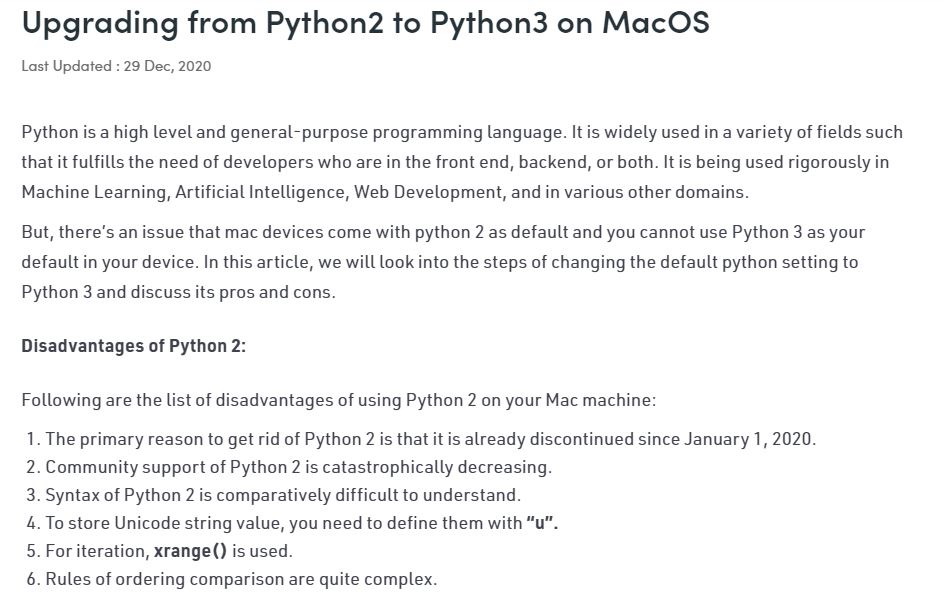 Upgrading from Python2 to Python3 on MacOS
Last Updated : 29 Dec, 2020
Python is a high level and general-purpose programming language. It is widely used in a variety of fields such
that it fulfills the need of developers who are in the front end, backend, or both. It is being used rigorously in
Machine Learning, Artificial Intelligence, Web Development, and in various other domains.
But, there’s an issue that mac devices come with python 2 as default and you cannot use Python 3 as your
default in your device. In this article, we will look into the steps of changing the default python setting to
Python 3 and discuss its pros and cons.
Disadvantages of Python 2:
Following are the list of disadvantages of using Python 2 on your Mac machine:
1. The primary reason to get rid of Python 2 is that it is already discontinued since January 1, 2020.
2. Community support of Python 2 is catastrophically decreasing.
3. Syntax of Python 2 is comparatively difficult to understand.
4. To store Unicode string value, you need to define them with “u”.
5. For iteration, xrange() is used.
6. Rules of ordering comparison are quite complex.